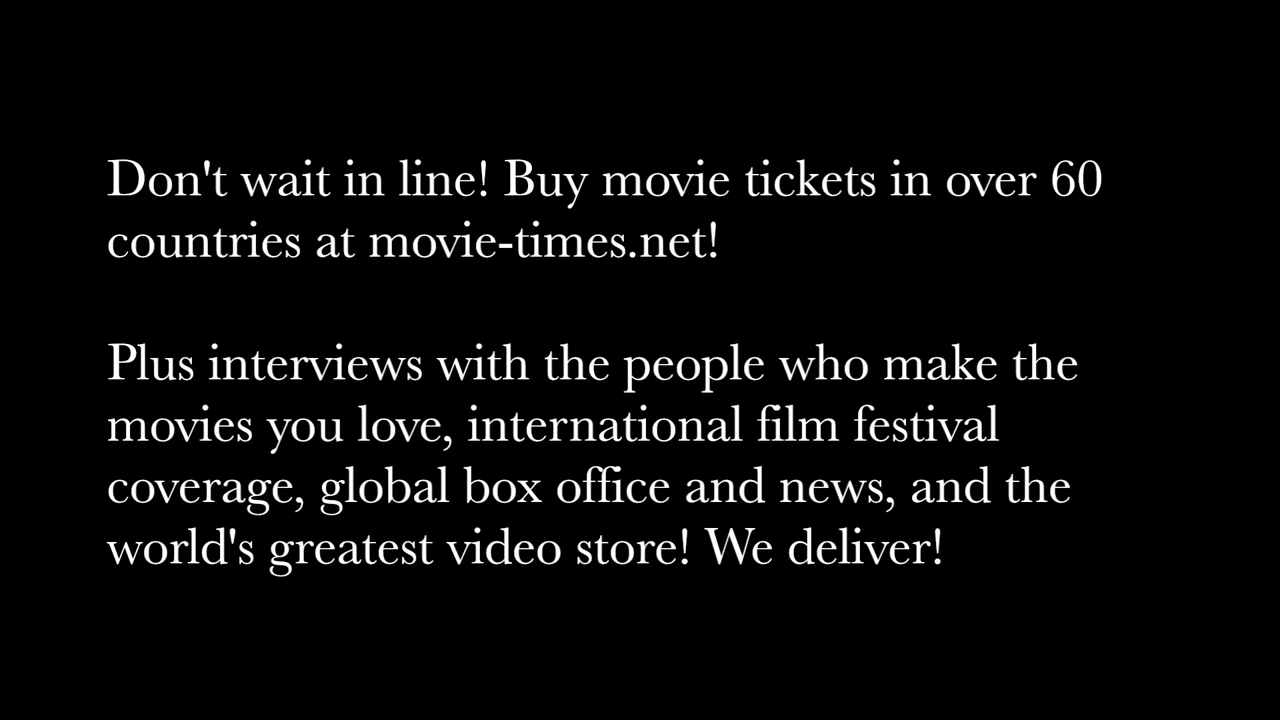 Don't wait in line! Buy movie tickets in over 60
countries at movie-times.net!
Plus interviews with the people who make the
movies you love, international film festival
coverage, global box office and news, and the
world's greatest video store! We deliver!